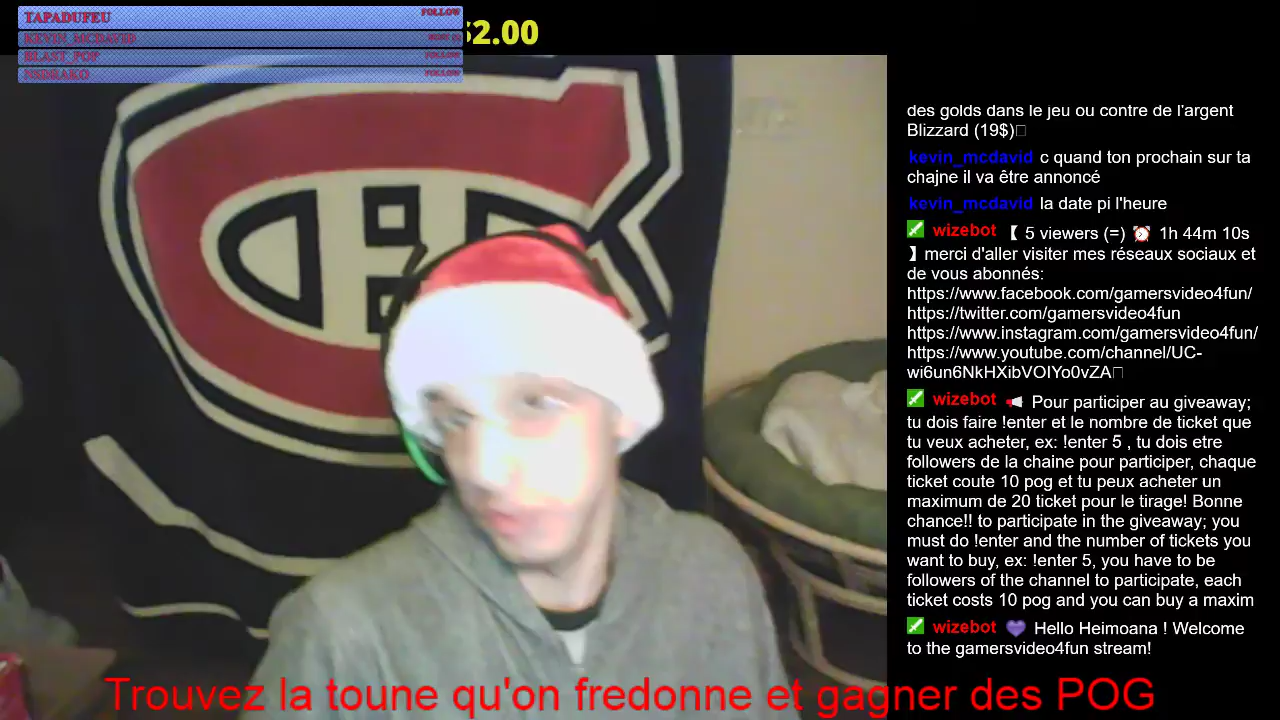 TAPADUFEU FOLLOW
KEVIN_MCDAVID
BLAST_POP FOLLOW
NSDRAKO FOLLOW
$2.00
des golds dans le jeu ou contre de l'argent
Blizzard (19$)
kevin_mcdavid c quand ton prochain sur ta
chajne il va être annoncé
kevin_mcdavid la date pi l'heure
wizebot 【 5 viewers (=) ⏰ 1h 44m 10s
】merci d'aller visiter mes réseaux sociaux et
de vous abonnés:
https://www.facebook.com/gamersvideo4fun/
https://twitter.com/gamersvideo4fun
https://www.instagram.com/gamersvideo4fun/
https://www.youtube.com/channel/UC-
wi6un6NkHXibVOIYo0vZA
wizebot 📢 Pour participer au giveaway;
tu dois faire !enter et le nombre de ticket que
tu veux acheter, ex: !enter 5 , tu dois etre
followers de la chaine pour participer, chaque
ticket coute 10 pog et tu peux acheter un
maximum de 20 ticket pour le tirage! Bonne
chance!! to participate in the giveaway; you
must do !enter and the number of tickets you
want to buy, ex: !enter 5, you have to be
followers of the channel to participate, each
ticket costs 10 pog and you can buy a maxim
wizebot 💜 Hello Heimoana ! Welcome
to the gamersvideo4fun stream!
Trouvez la toune qu'on fredonne et gagner des POG